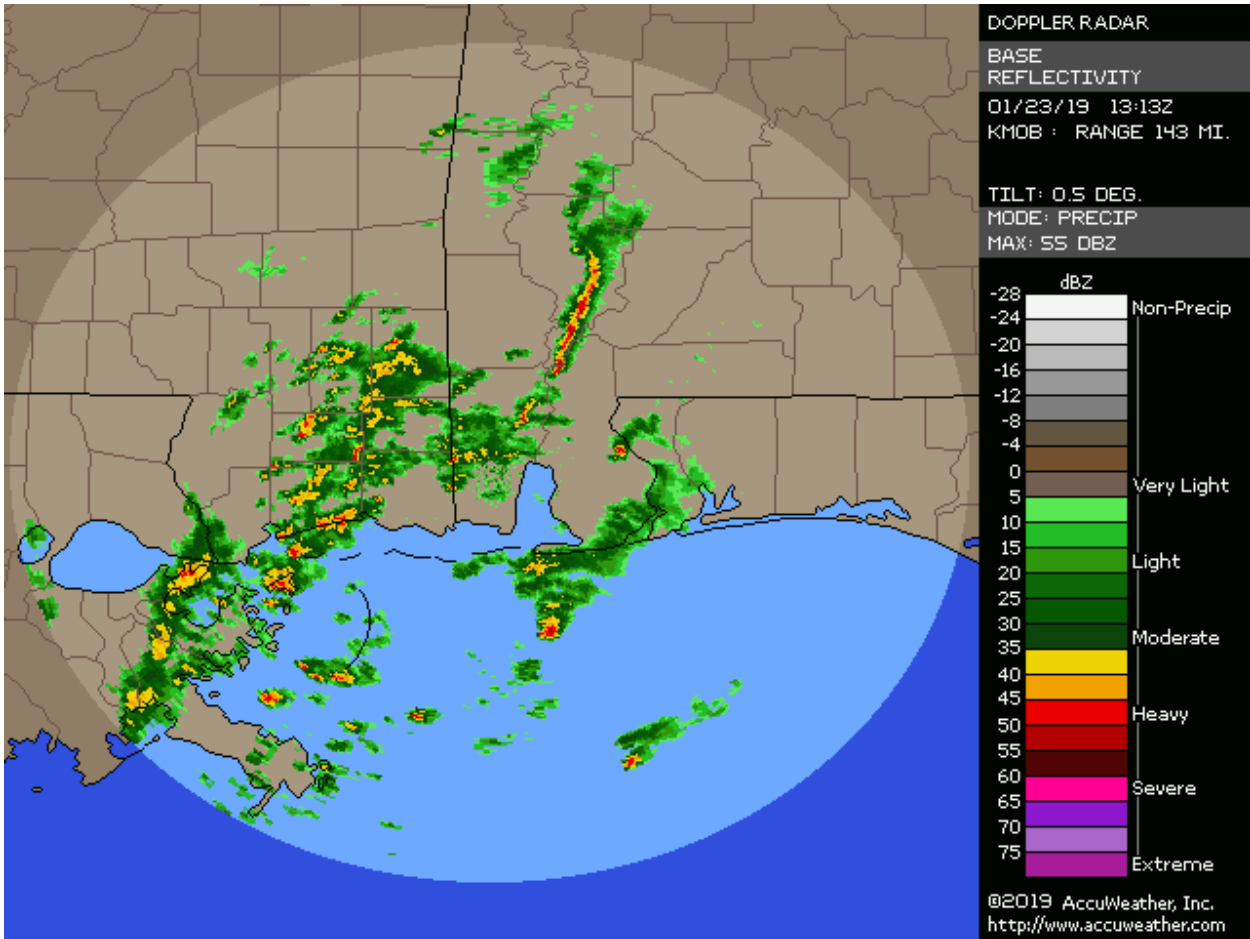 DOPPLER RADAR
BASE
REFLECTIVITY
01/23/19 13:13Z
KMOB : RANGE 143 MI.
TILT: 0.5 DEG.
MODE: PRECIP
MAX: 55 DBZ
dBZ
-28
Non-Precip
-24
-20
-16
-12
-8
-4
0
Very Light
5
10
15
Light
20
25
30
Moderate
35
40
45
Heavy
50
55
60
Severe
65
70
75
Extreme
©2019 AccuWeather, Inc.
http://www.accuweather.com